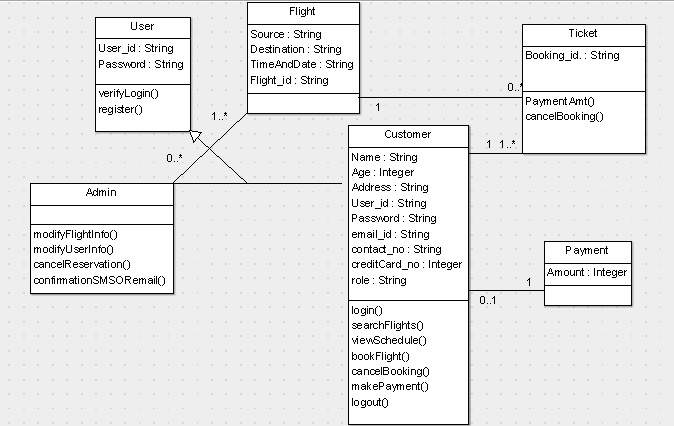 User
User_id : String
Password : String
verifyLogin()
register()
Flight
Source : String
Destination : String
TimeAndDate : String
Flight_id : String
Ticket
Booking_id. : String
PaymentAmt()
cancelBooking()
1
0..*
1..*
0..*
Admin
modifyFlightInfo()
modifyUserInfo()
cancelReservation()
confirmationSMSORemail()
Customer
Name : String
Age : Integer
Address : String
User_id : String
Password : String
email_id : String
contact_no : String
creditCard_no : Integer
role : String
login()
searchFlights()
viewSchedule()
bookFlight()
cancelBooking()
makePayment()
logout()
1 1..*
Payment
Amount : Integer
1
0..1